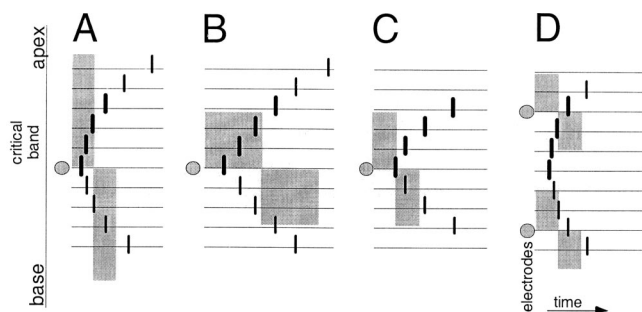 A
B
C
D
apex
critical
band
base
electrodes
time